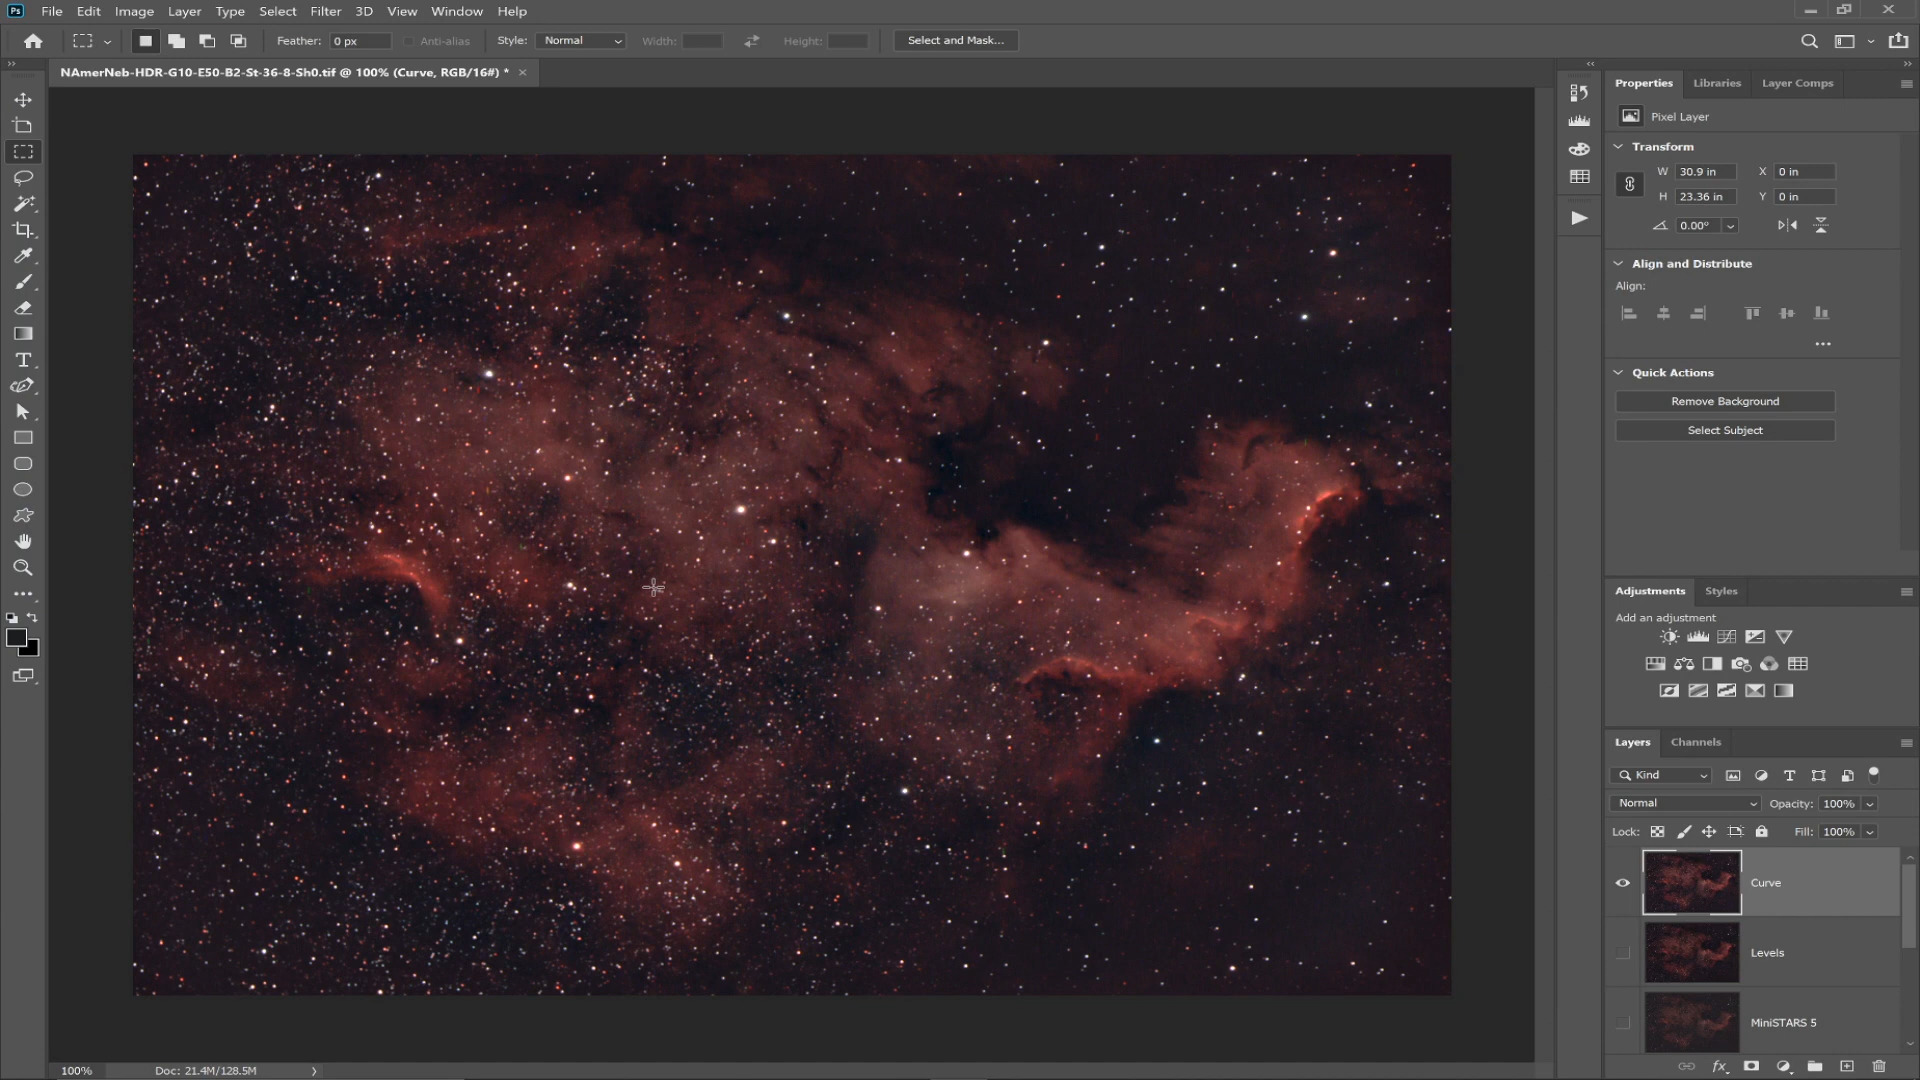 Ps File Edit Image Layer Type Select Filter 3D View Window Help
Feather: 0 px Anti-alias Style: Normal Width: Height: Select and Mask...
NAmerNeb-HDR-G10-E50-B2-St-36-8-Sh0.tif @ 100% (Curve, RGB/16#) *
Properties Libraries Layer Comps
Pixel Layer
Transform
W 30.9 in X 0 in
H 23.36 in Y 0 in
0.00°
Align and Distribute
Align:
Quick Actions
Remove Background
Select Subject
Adjustments Styles
Add an adjustment
Layers Channels
Kind
Normal Opacity: 100%
Lock: Fill: 100%
Curve
Levels
MiniSTARS 5
fx
100% Doc: 21.4M/128.5M